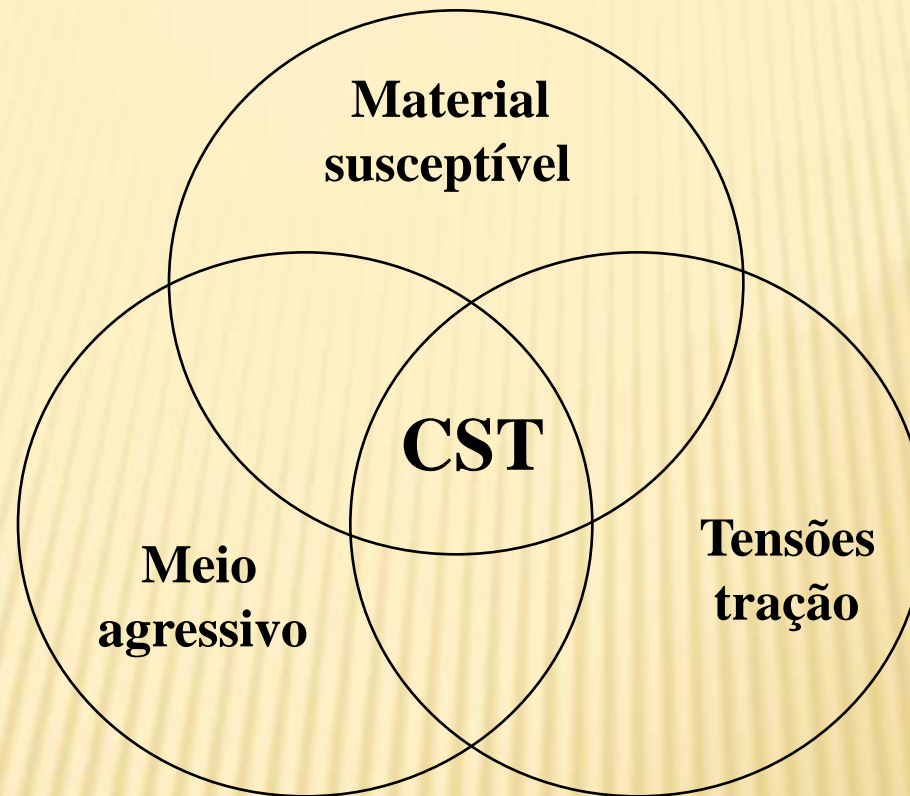 Material
susceptível
CST
Meio
agressivo
Tensões
tração